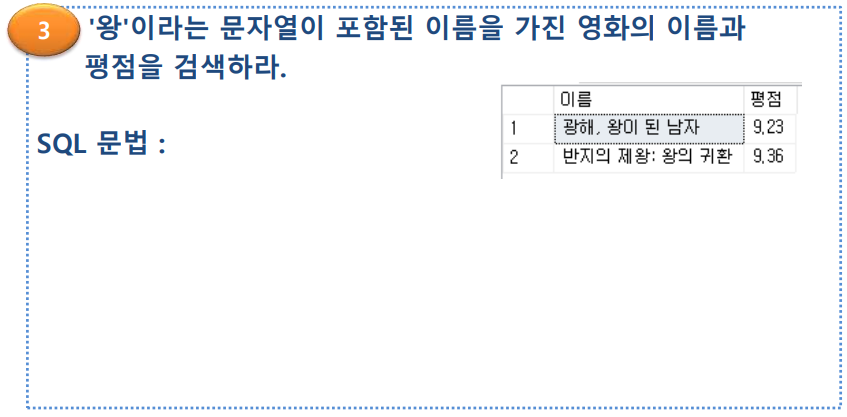 3 '왕'이라는 문자열이 포함된 이름을 가진 영화의 이름과
평점을 검색하라.
SQL 문법 :
이름 평점
1 광해, 왕이 된 남자 9.23
2 반지의 제왕: 왕의 귀환 9.36